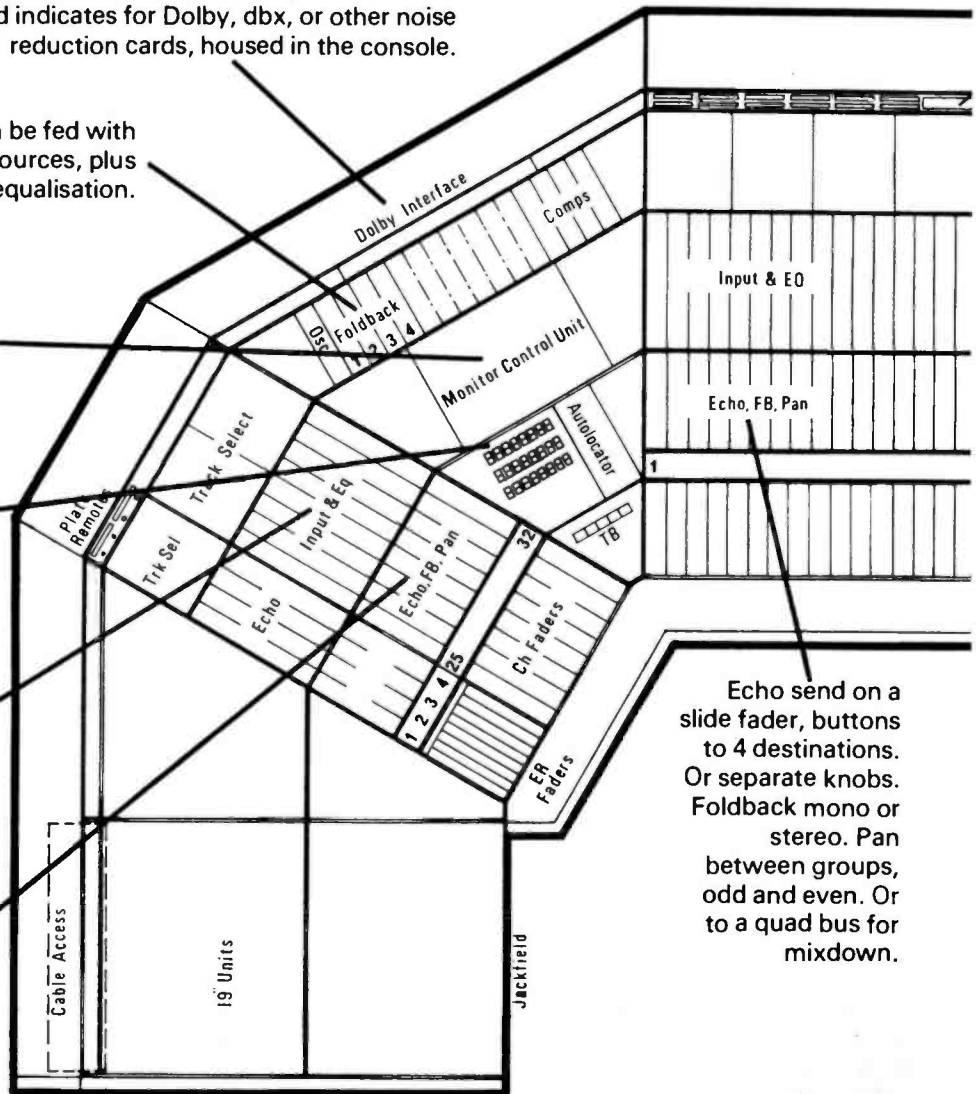 d indicates for Dolby, dbx, or other noise
reduction cards, housed in the console.
be fed with
ources, plus
equalisation.
Dolby Interface
Comps
Foldback
Osc
1 2 3 4
Monitor Control Unit
Autolocator
TB
Input & EQ
Echo, FB, Pan
1
Track Select
Plate
Remotes
Trk Sel
Input & Eq
Echo
Echo, FB, Pan
32
25
1 2 3 4
Ch Faders
ER
Faders
Cable Access
19" Units
Jackfield
Echo send on a
slide fader, buttons
to 4 destinations.
Or separate knobs.
Foldback mono or
stereo. Pan
between groups,
odd and even. Or
to a quad bus for
mixdown.